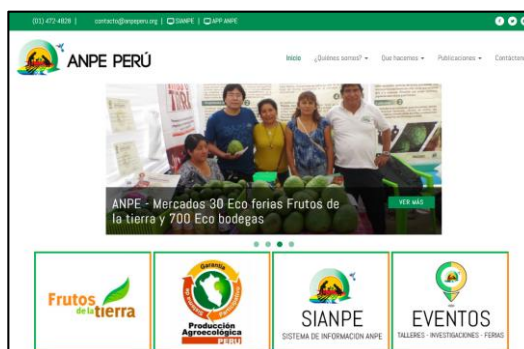 (01) 472-4828 | contacto@anpeperu.org | SIANPE | APP ANPE
ANPE PERÚ
Inicio ¿Quiénes somos? Que hacemos Publicaciones Contáctenos
ANPE - Mercados 30 Eco ferias Frutos de
la tierra y 700 Eco bodegas
VER MÁS
Frutos
de la tierra
Garantía
Producción
Agroecológica
PERÚ
SIANPE
SISTEMA DE INFORMACION ANPE
EVENTOS
TALLERES - INVESTIGACIONES - FERIAS